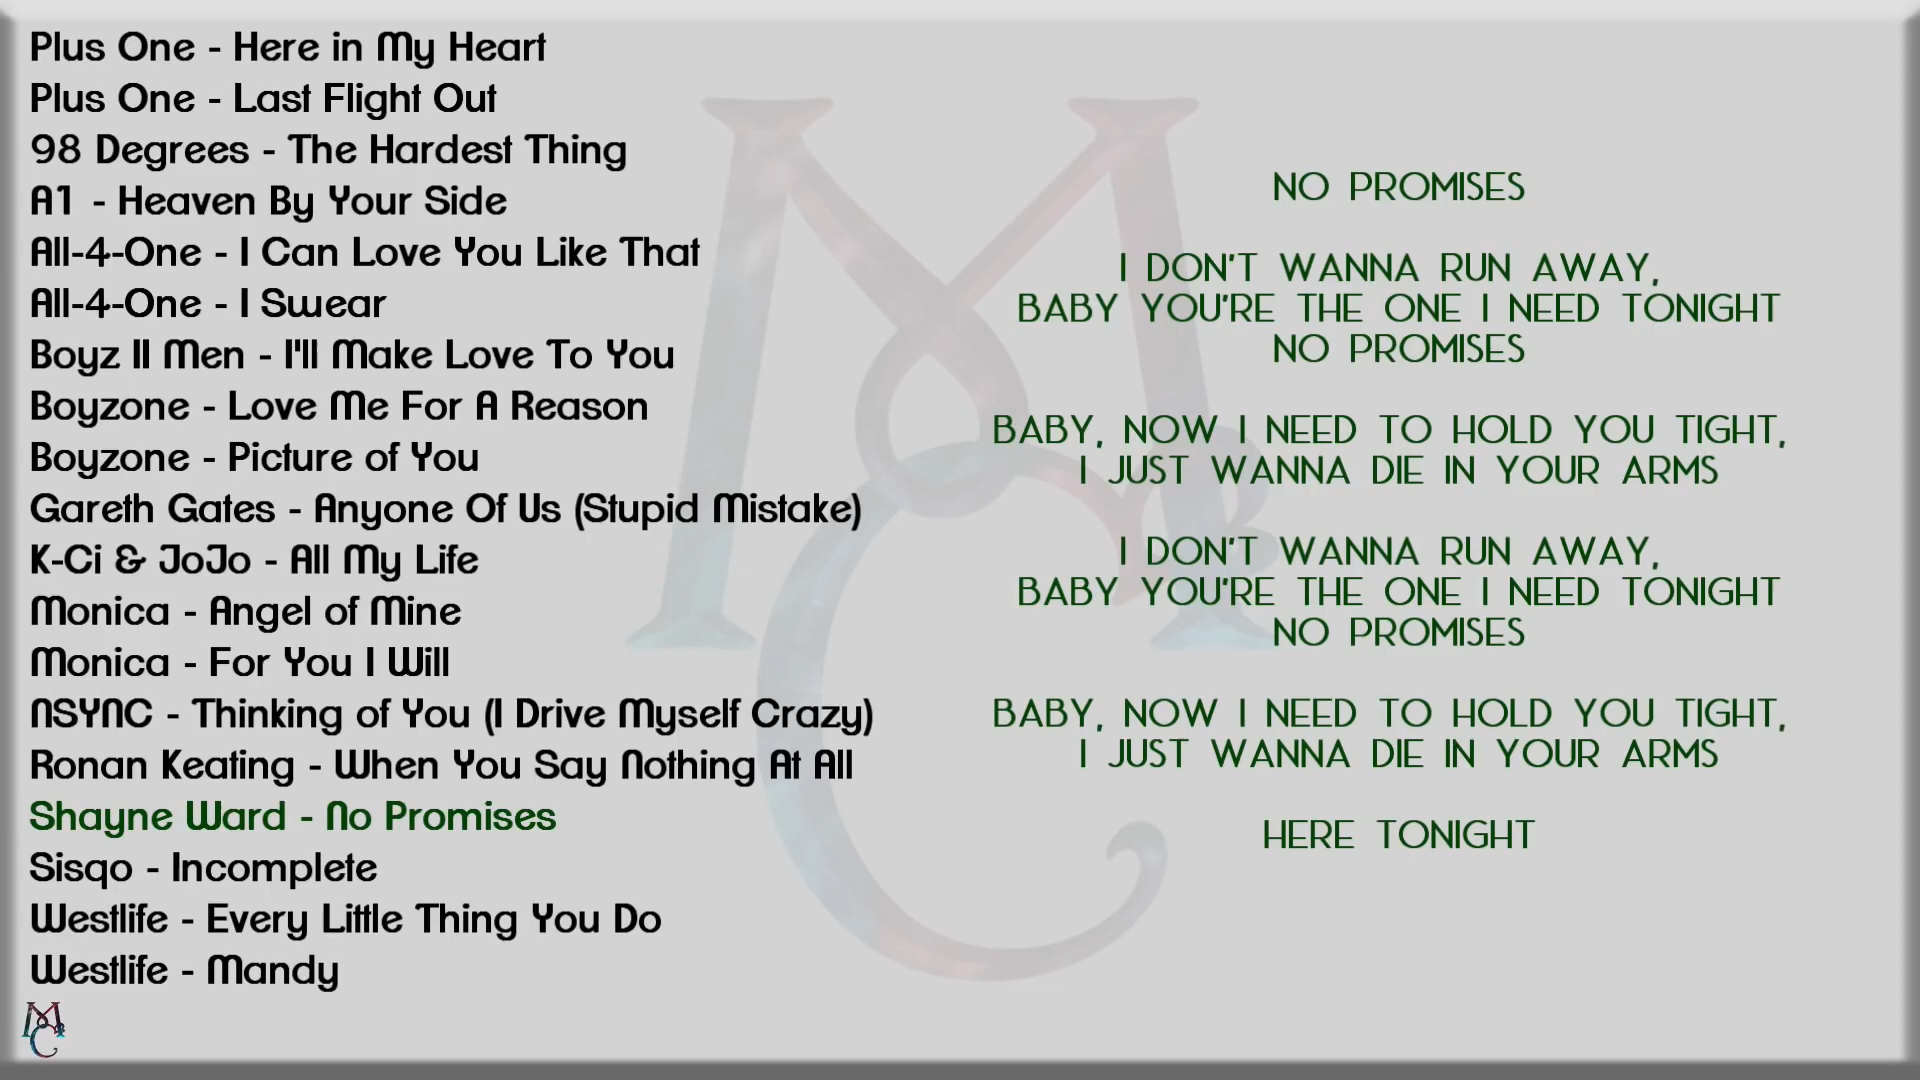 Plus One - Here in My Heart
Plus One - Last Flight Out
98 Degrees - The Hardest Thing
A1 - Heaven By Your Side
All-4-One - I Can Love You Like That
All-4-One - I Swear
Boyz II Men - I'll Make Love To You
Boyzone - Love Me For A Reason
Boyzone - Picture of You
Gareth Gates - Anyone Of Us (Stupid Mistake)
K-Ci & JoJo - All My Life
Monica - Angel of Mine
Monica - For You I Will
NSYNC - Thinking of You (I Drive Myself Crazy)
Ronan Keating - When You Say Nothing At All
Shayne Ward - No Promises
Sisqo - Incomplete
Westlife - Every Little Thing You Do
Westlife - Mandy
NO PROMISES
I DON'T WANNA RUN AWAY,
BABY YOU'RE THE ONE I NEED TONIGHT
NO PROMISES
BABY, NOW I NEED TO HOLD YOU TIGHT,
I JUST WANNA DIE IN YOUR ARMS
I DON'T WANNA RUN AWAY,
BABY YOU'RE THE ONE I NEED TONIGHT
NO PROMISES
BABY, NOW I NEED TO HOLD YOU TIGHT,
I JUST WANNA DIE IN YOUR ARMS
HERE TONIGHT